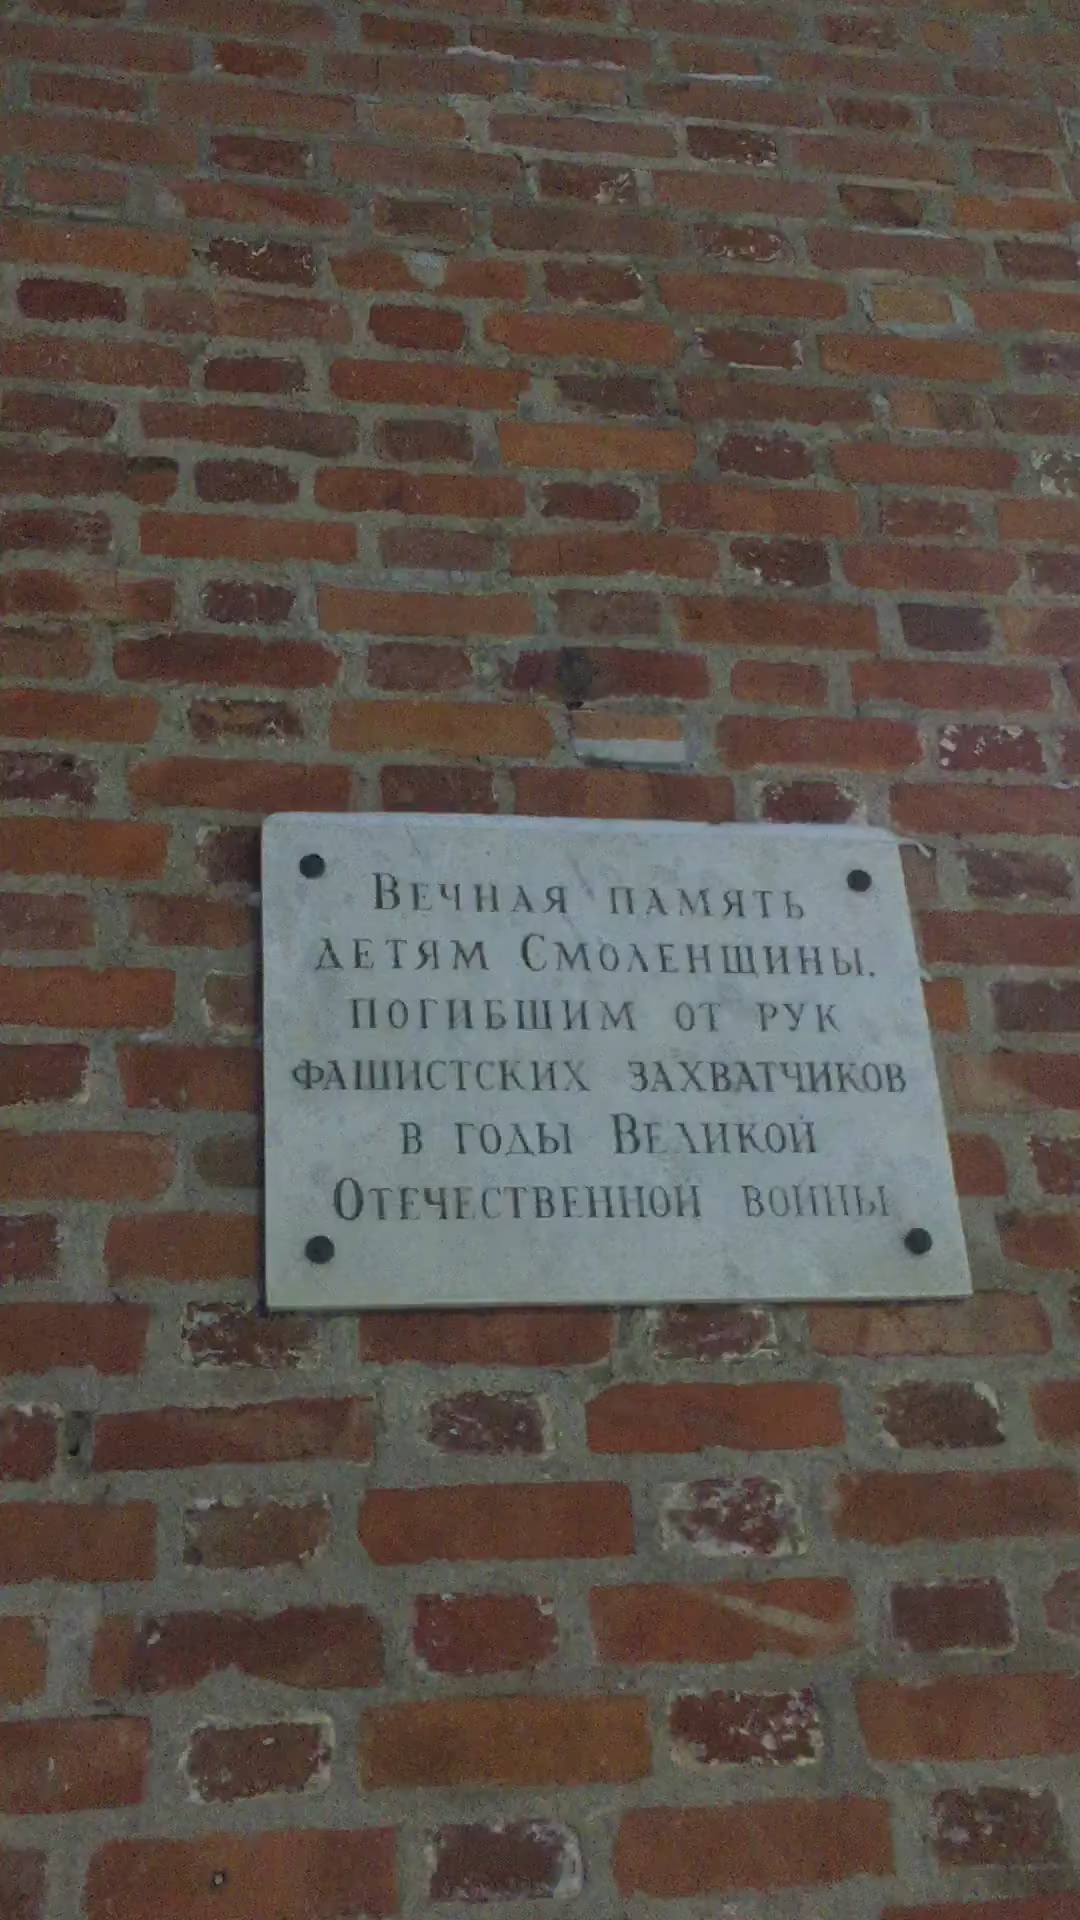 Вечная память
детям Смоленщины,
погибшим от рук
фашистских захватчиков
в годы Великой
Отечественной войны